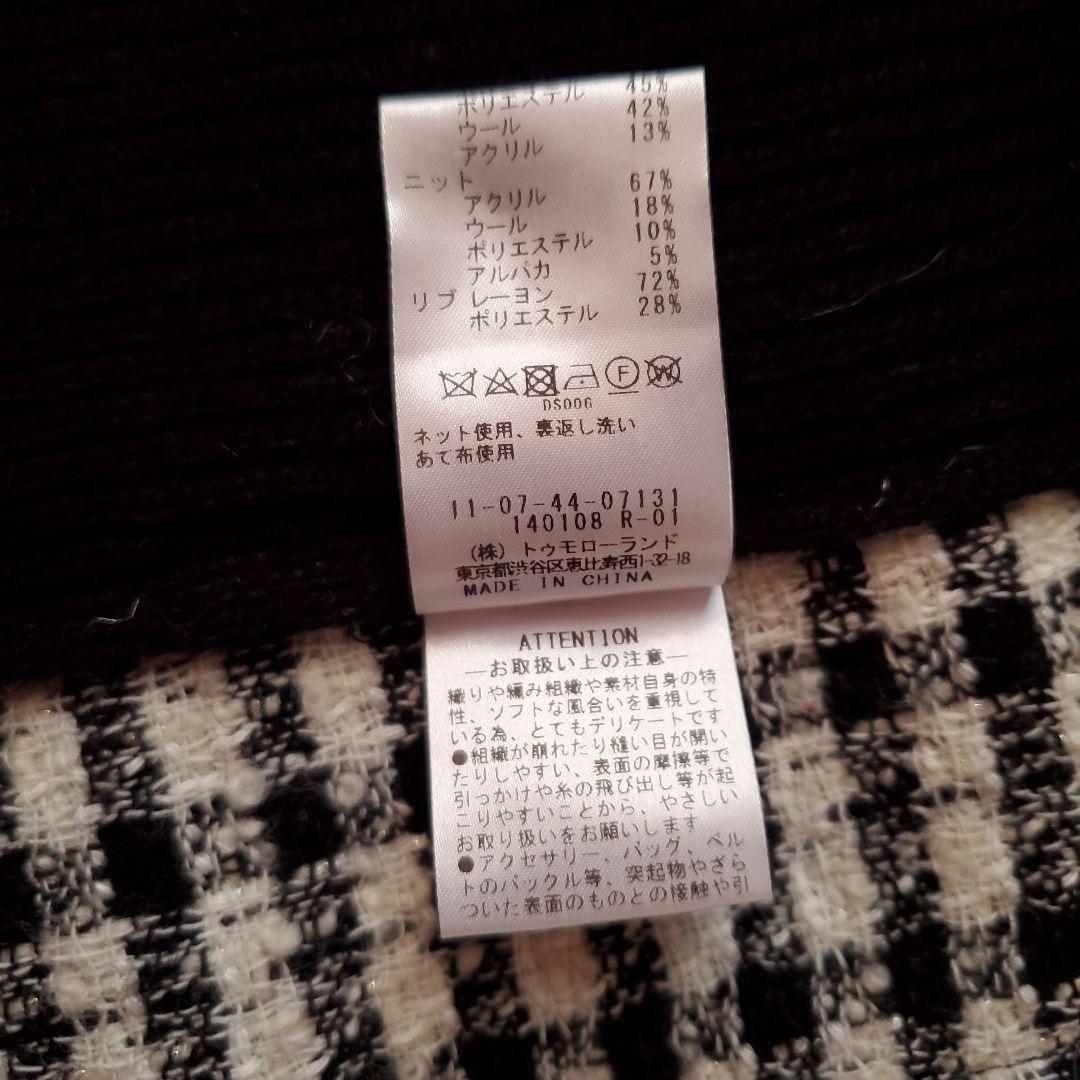 ポリエステル 45%
ウール 42%
アクリル 13%
ニット
アクリル 67%
ウール 18%
ポリエステル 10%
アルパカ 5%
リブ レーヨン 72%
ポリエステル 28%
F W
DS006
ネット使用、裏返し洗い
あて布使用
11-07-44-07131
140108 R-01
(株) トゥモローランド
東京都渋谷区恵比寿西1-32-18
MADE IN CHINA
ATTENTION
—お取扱い上の注意—
織りや編み組織や素材自身の特
性、ソフトな風合いを重視して
いる為、とてもデリケートです
●組織が崩れたり縫い目が開い
たりしやすい、表面の摩擦等で
引っかけや糸の飛び出し等が起
こりやすいことから、やさしい
お取り扱いをお願いします
●アクセサリー、バッグ、ベル
トのバックル等、突起物やざら
ついた表面のものとの接触や引